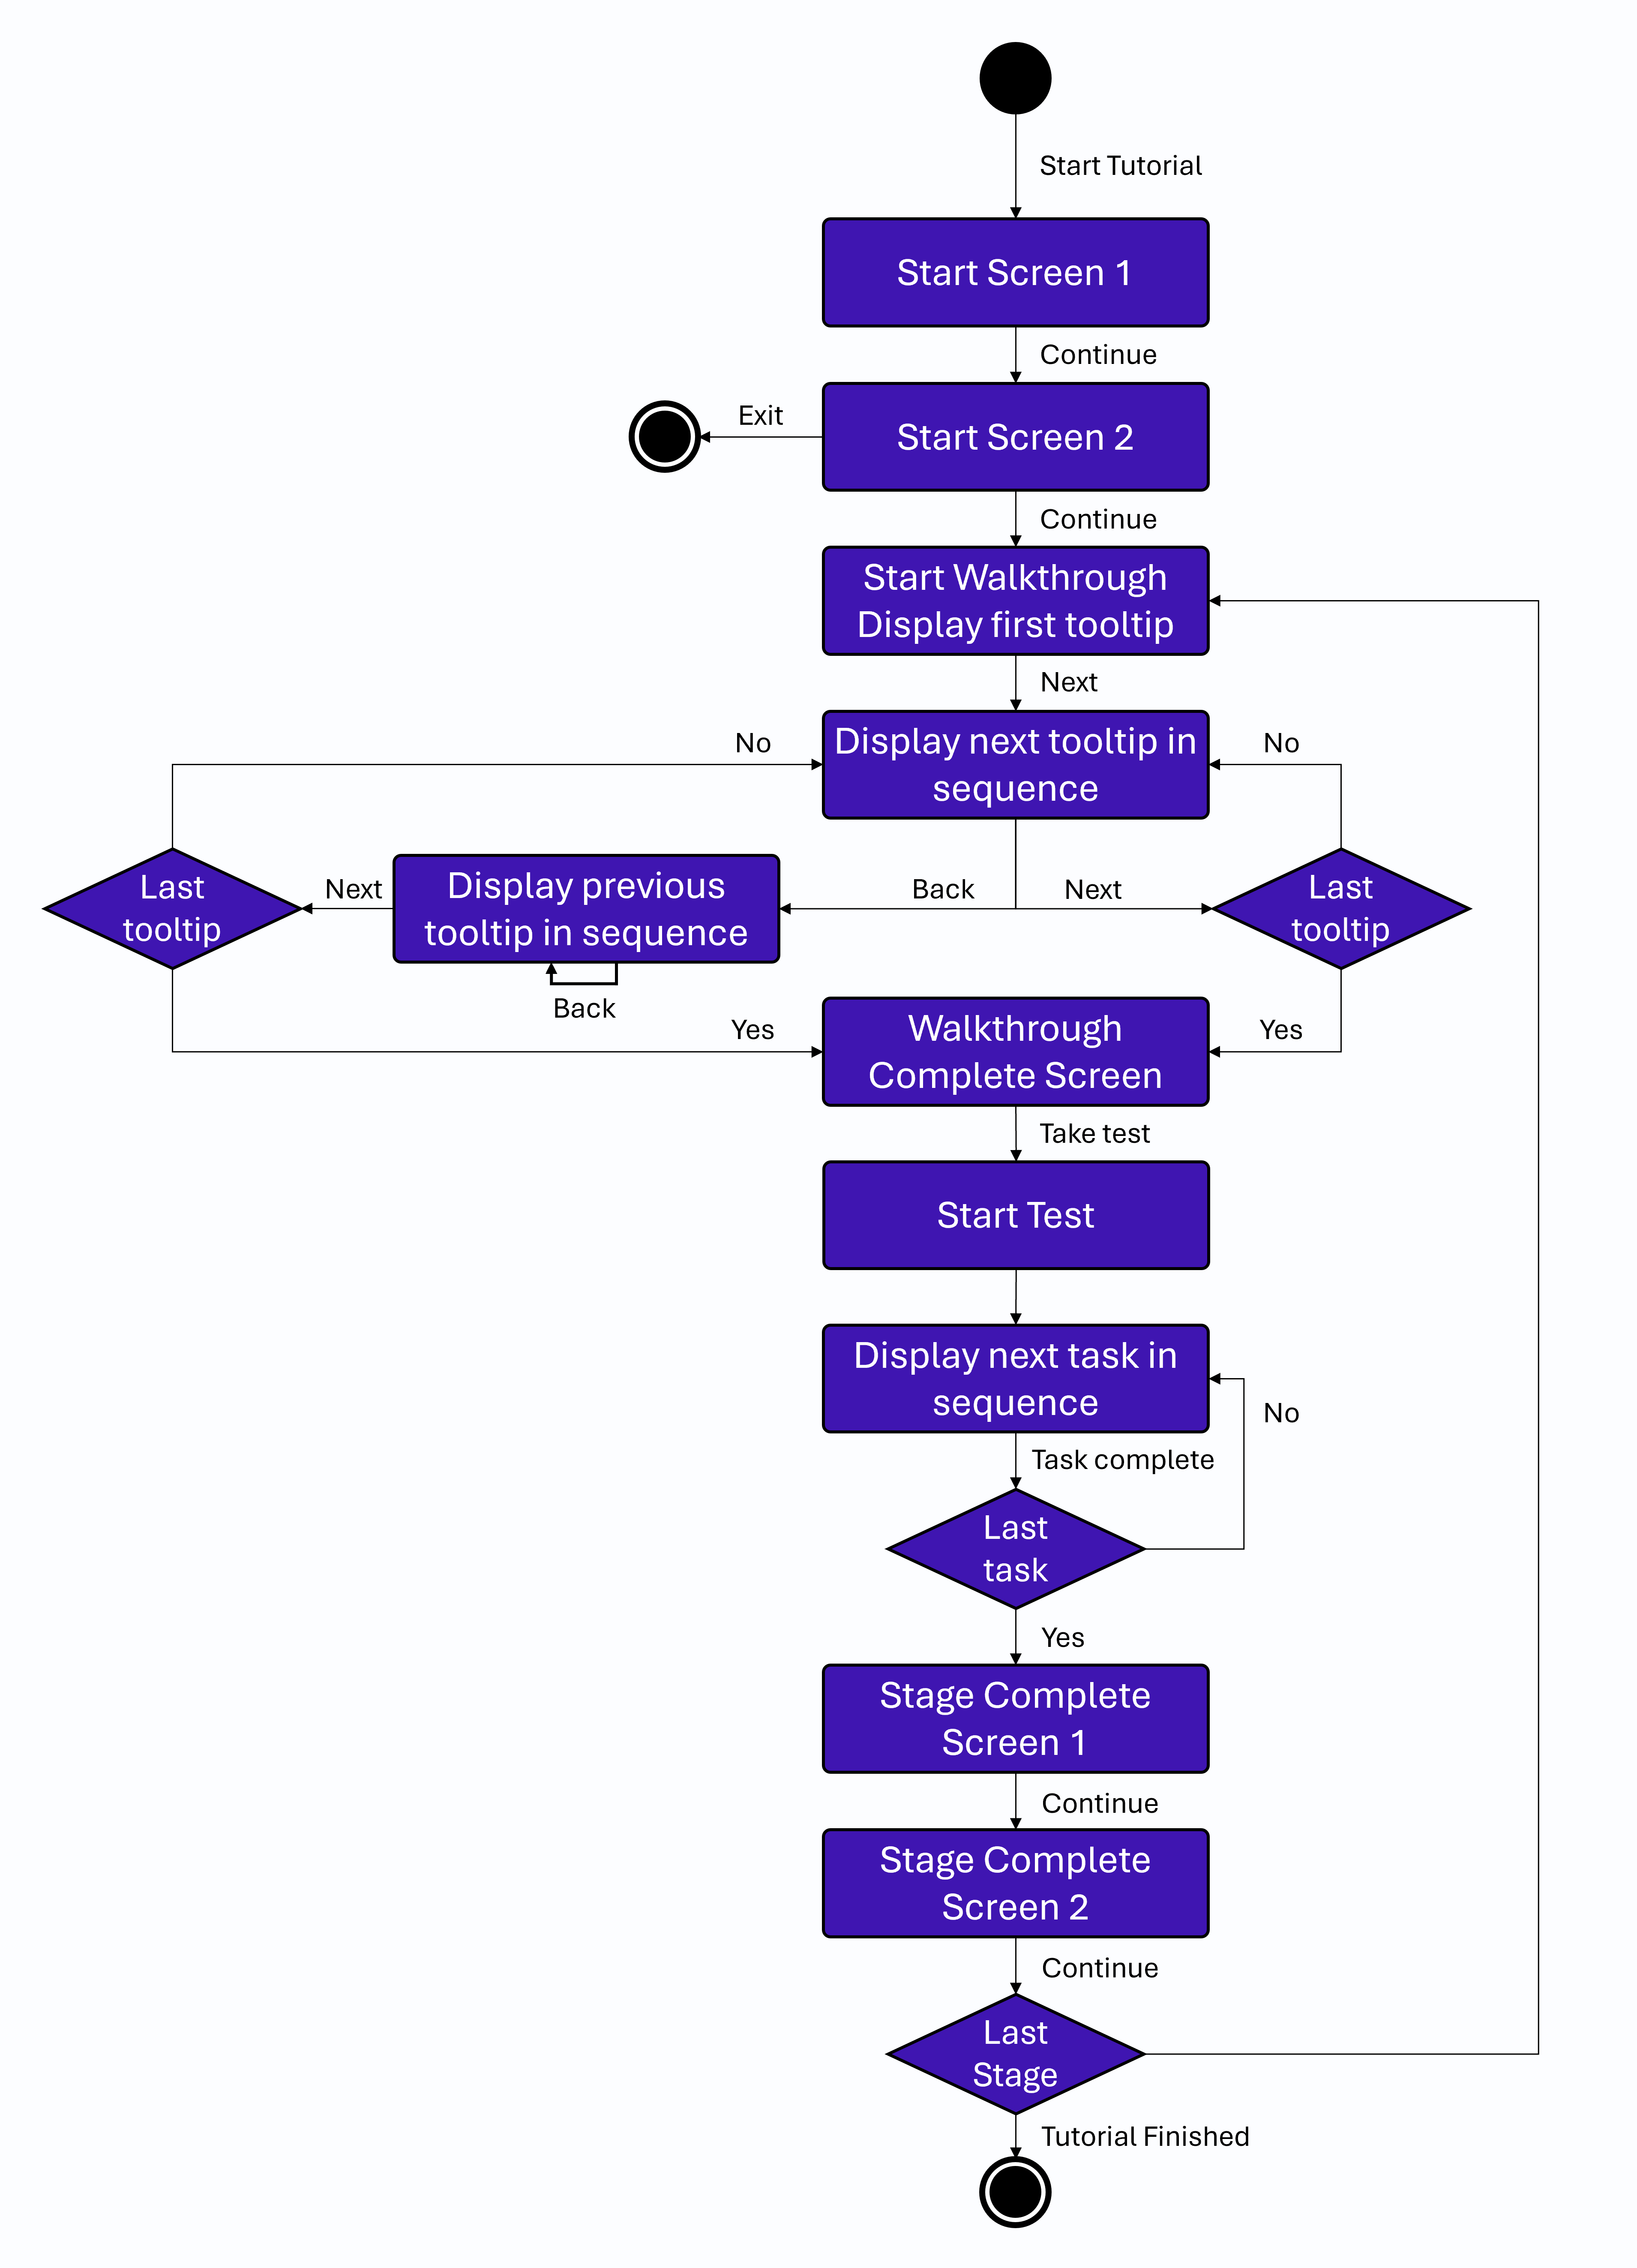 Start Tutorial
Start Screen 1
Continue
Exit
Start Screen 2
Continue
Start Walkthrough
Display first tooltip
Next
No
Display next tooltip in
sequence
No
Last
tooltip
Next
Display previous
tooltip in sequence
Back
Next
Last
tooltip
Back
Yes
Walkthrough
Complete Screen
Yes
Take test
Start Test
Display next task in
sequence
No
Task complete
Last
task
Yes
Stage Complete
Screen 1
Continue
Stage Complete
Screen 2
Continue
Last
Stage
Tutorial Finished